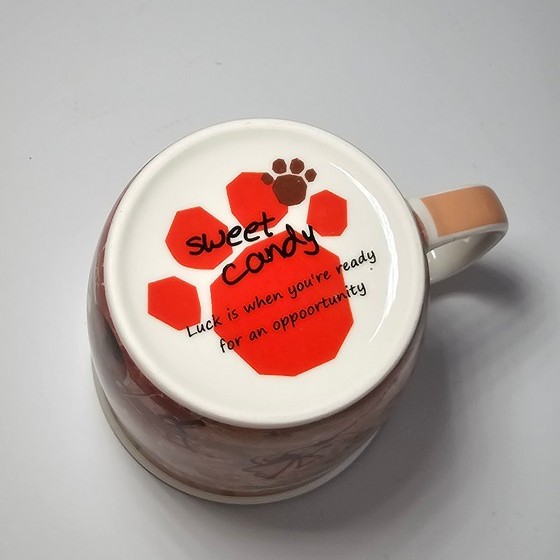 sweet
candy
Luck is when you're ready
for an oppoortunity